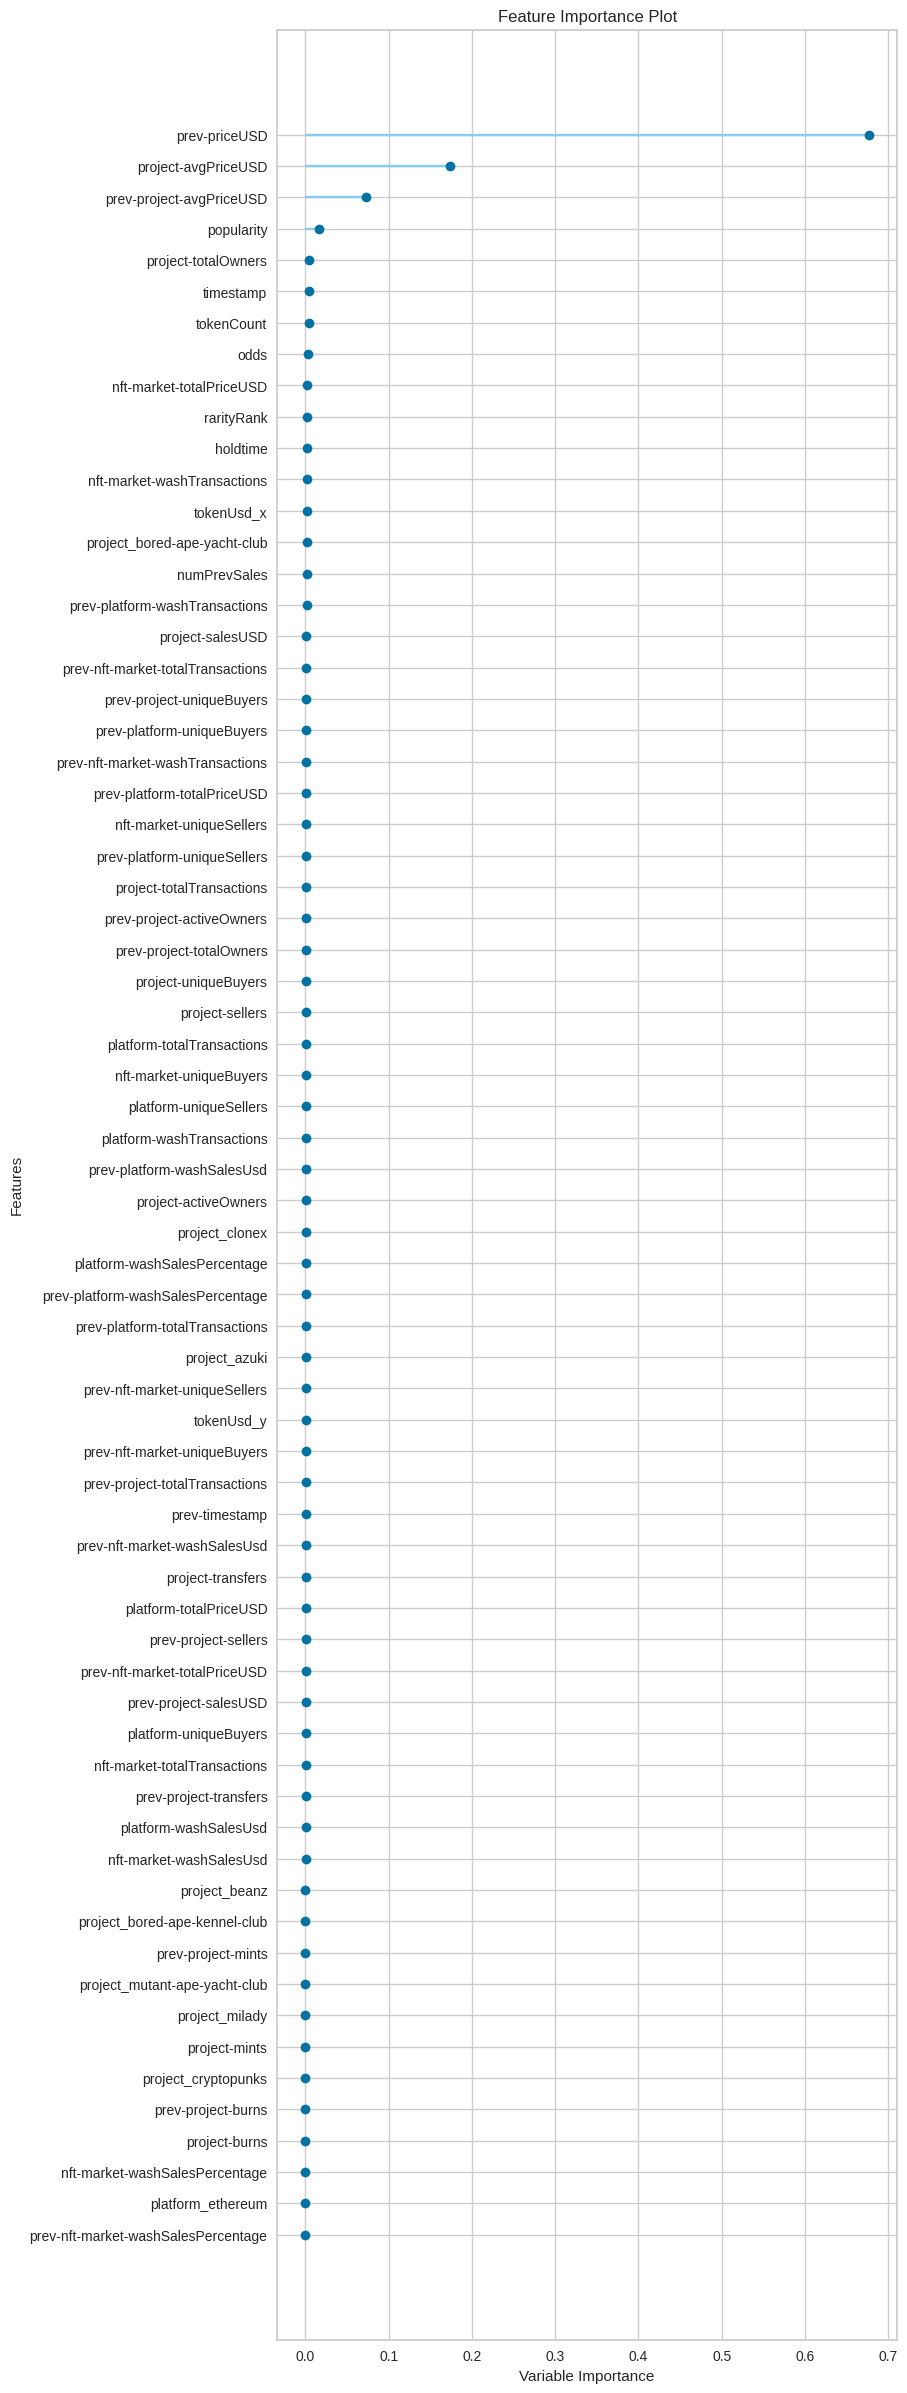 Feature Importance Plot
prev-priceUSD
project-avgPriceUSD
prev-project-avgPriceUSD
popularity
project-totalOwners
timestamp
tokenCount
odds
nft-market-totalPriceUSD
rarityRank
holdtime
nft-market-washTransactions
tokenUsd_x
project_bored-ape-yacht-club
numPrevSales
prev-platform-washTransactions
project-salesUSD
prev-nft-market-totalTransactions
prev-project-uniqueBuyers
prev-platform-uniqueBuyers
prev-nft-market-washTransactions
prev-platform-totalPriceUSD
nft-market-uniqueSellers
prev-platform-uniqueSellers
project-totalTransactions
prev-project-activeOwners
prev-project-totalOwners
project-uniqueBuyers
project-sellers
platform-totalTransactions
nft-market-uniqueBuyers
platform-uniqueSellers
platform-washTransactions
prev-platform-washSalesUsd
project-activeOwners
project_clonex
platform-washSalesPercentage
prev-platform-washSalesPercentage
prev-platform-totalTransactions
project_azuki
prev-nft-market-uniqueSellers
tokenUsd_y
prev-nft-market-uniqueBuyers
prev-project-totalTransactions
prev-timestamp
prev-nft-market-washSalesUsd
project-transfers
platform-totalPriceUSD
prev-project-sellers
prev-nft-market-totalPriceUSD
prev-project-salesUSD
platform-uniqueBuyers
nft-market-totalTransactions
prev-project-transfers
platform-washSalesUsd
nft-market-washSalesUsd
project_beanz
project_bored-ape-kennel-club
prev-project-mints
project_mutant-ape-yacht-club
project_milady
project-mints
project_cryptopunks
prev-project-burns
project-burns
nft-market-washSalesPercentage
platform_ethereum
prev-nft-market-washSalesPercentage
Features
0.0 0.1 0.2 0.3 0.4 0.5 0.6 0.7
Variable Importance